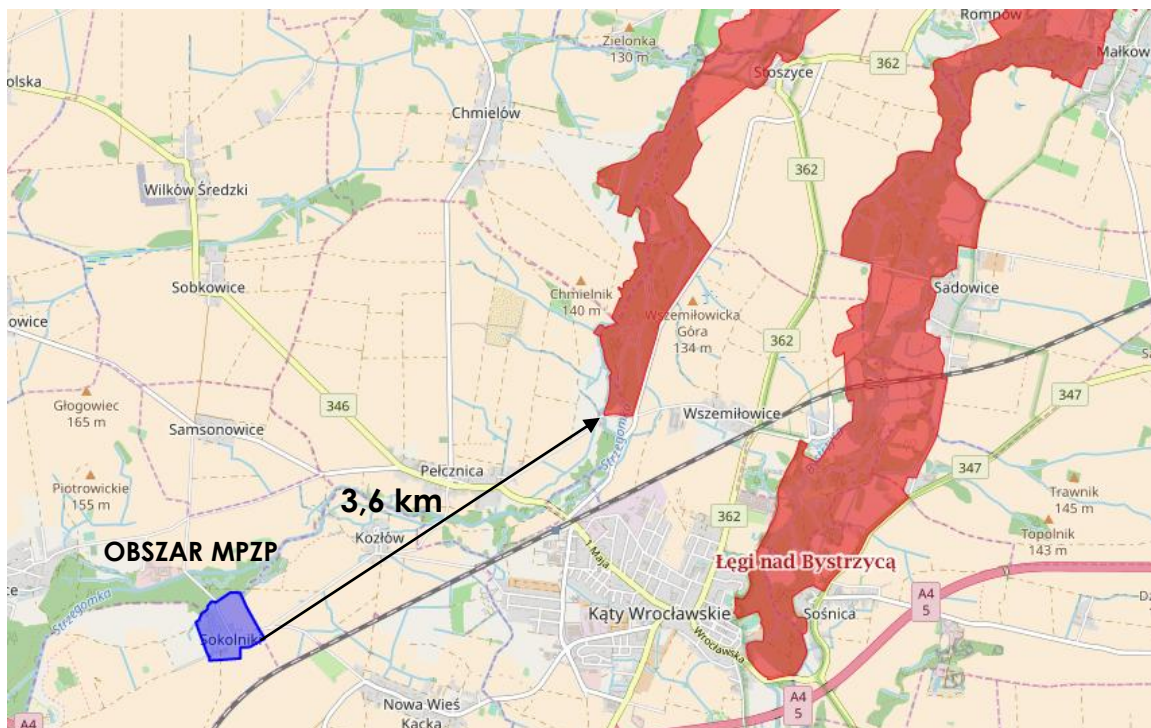 Zielonka
130 m
Romnów
362
Małkow
Stoszyce
362
olska
Chmielów
362
Wilków Średzki
Sobkowice
Chmielnik
140 m
Sadowice
Wszemiłowicka
Góra
134 m
owice
362
Głogowiec
165 m
346
347
Samsonowice
Wszemiłowice
Strzegomka
Pełcznica
347
Piotrowickie
155 m
3,6 km
Trawnik
145 m
362
Topolnik
143 m
OBSZAR MPZP
Kozłów
1 Maja
Łęgi nad Bystrzycą
Strzegomka
A4
5
Kąty Wrocławskie
Sośnica
Sokolniki
Wrocławska
Nowa Wieś
Kącka
A4
5
A4